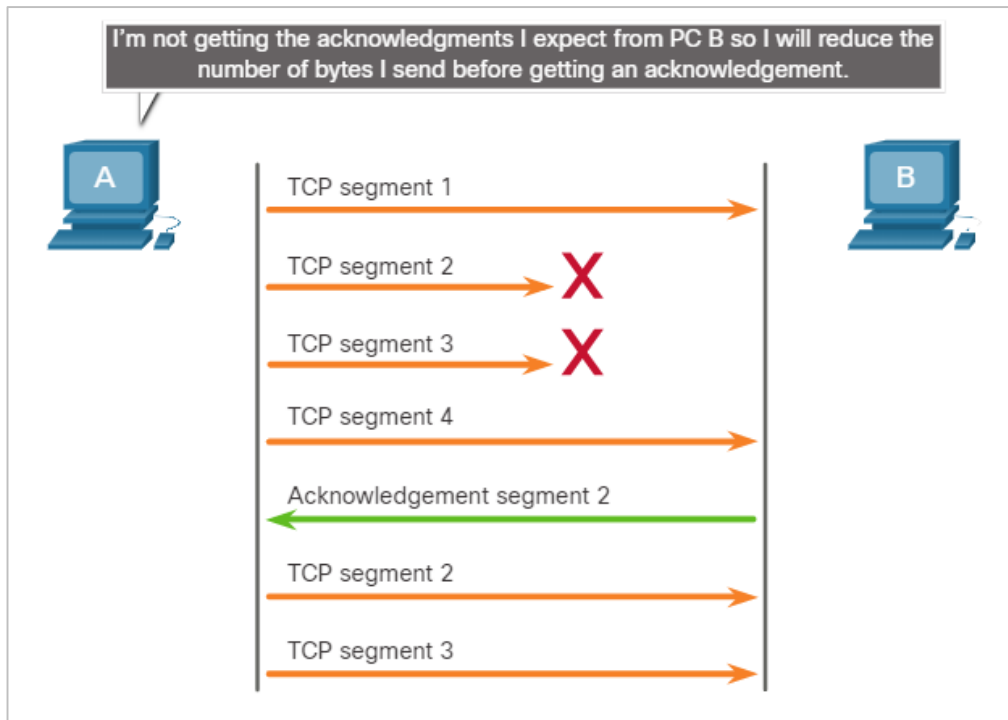 I'm not getting the acknowledgments I expect from PC B so I will reduce the
number of bytes I send before getting an acknowledgement.
A
B
TCP segment 1
TCP segment 2
X
TCP segment 3
X
TCP segment 4
Acknowledgement segment 2
TCP segment 2
TCP segment 3